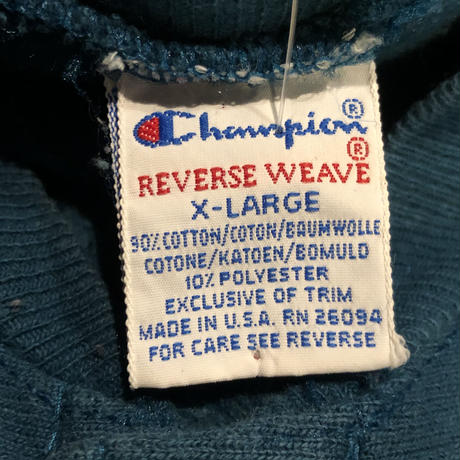 Champion®
REVERSE WEAVE®
X-LARGE
90% COTTON/COTON/BAUMWOLLE
COTONE/KATOEN/BOMULD
10% POLYESTER
EXCLUSIVE OF TRIM
MADE IN U.S.A. RN 26094
FOR CARE SEE REVERSE